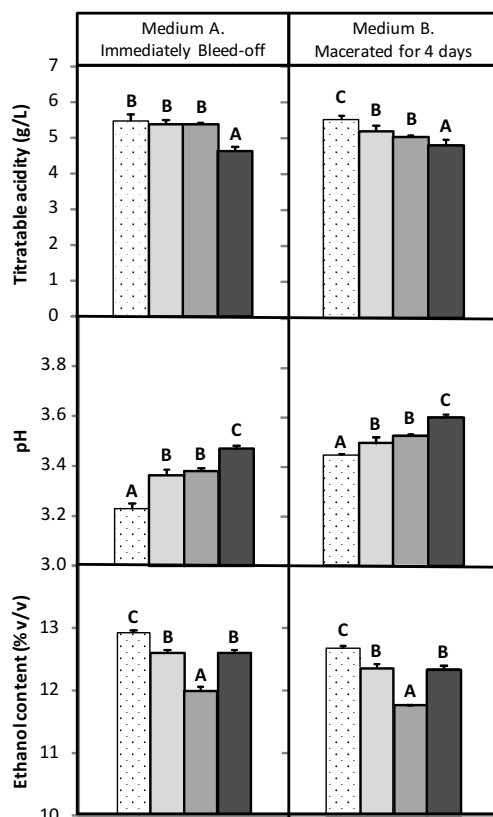 Medium A.
Immediately Bleed-off
Medium B.
Macerated for 4 days
Titratable acidity (g/L)
7
6
5
4
3
2
1
0
B B B A
C B B A
pH
3.8
3.6
3.4
3.2
3.0
A B B C
A B B C
Ethanol content (% v/v)
13
12
11
10
C B A B
C B A B